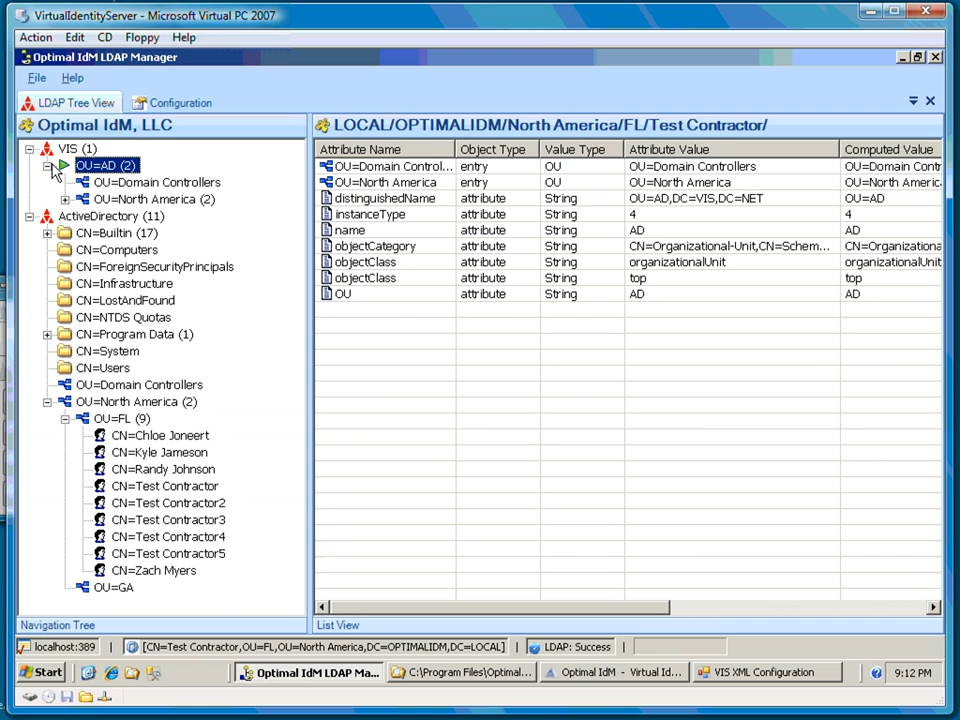 VirtualIdentityServer - Microsoft Virtual PC 2007
Action Edit CD Floppy Help
Optimal IdM LDAP Manager
File Help
LDAP Tree View Configuration
Optimal IdM, LLC
VIS (1)
OU=AD (2)
OU=Domain Controllers
OU=North America (2)
ActiveDirectory (11)
CN=Builtin (17)
CN=Computers
CN=ForeignSecurityPrincipals
CN=Infrastructure
CN=LostAndFound
CN=NTDS Quotas
CN=Program Data (1)
CN=System
CN=Users
OU=Domain Controllers
OU=North America (2)
OU=FL (9)
CN=Chloe Jonert
CN=Kyle Jameson
CN=Randy Johnson
CN=Test Contractor
CN=Test Contractor2
CN=Test Contractor3
CN=Test Contractor4
CN=Test Contractor5
CN=Zach Myers
OU=GA
Navigation Tree
LOCAL/OPTIMALIDM/North America/FL/Test Contractor/
Attribute Name Object Type Value Type Attribute Value Computed Value
OU=Domain Control... entry OU OU=Domain Controllers OU=Domain Cont
OU=North America entry OU OU=North America OU=North Americ
distinguishedName attribute String OU=AD,DC=VIS,DC=NET OU=AD
instanceType attribute String 4 4
name attribute String AD AD
objectCategory attribute String CN=Organizational-Unit,CN=Schem... CN=Organizationa
objectClass attribute String organizationalUnit organizationalUnit
objectClass attribute String top top
OU attribute String AD AD
List View
localhost:389 [CN=Test Contractor,OU=FL,OU=North America,DC=OPTIMALIDM,DC=LOCAL] LDAP: Success
Start Optimal IdM LDAP Ma... C:\Program Files\Optimal... Optimal IdM - Virtual Id... VIS XML Configuration 9:12 PM